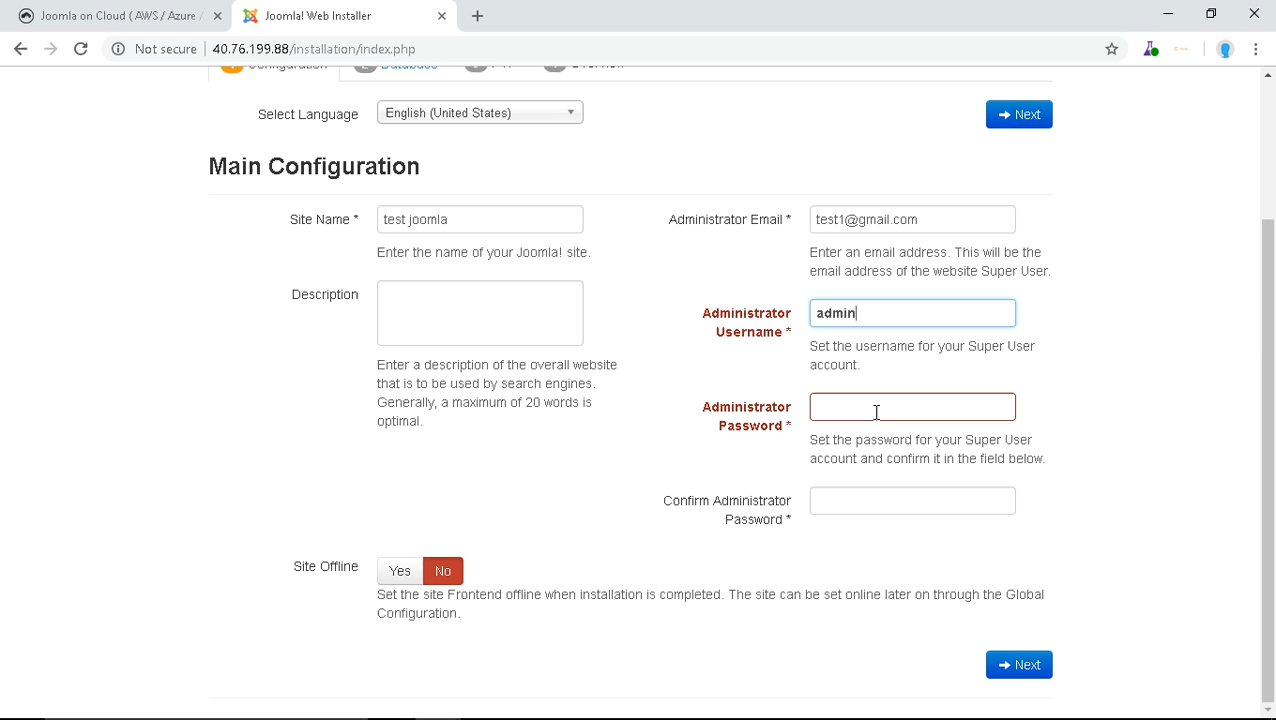 Joomla on Cloud ( AWS / Azure /
Joomla! Web Installer
Not secure 40.76.199.88/installation/index.php
Configuration Database
Select Language English (United States) Next
Main Configuration
Site Name * test joomla
Enter the name of your Joomla! site.
Description
Enter a description of the overall website
that is to be used by search engines.
Generally, a maximum of 20 words is
optimal.
Administrator Email * test1@gmail.com
Enter an email address. This will be the
email address of the website Super User.
Administrator
Username *
admin
Set the username for your Super User
account.
Administrator
Password *
Set the password for your Super User
account and confirm it in the field below.
Confirm Administrator
Password *
Site Offline Yes No
Set the site Frontend offline when installation is completed. The site can be set online later on through the Global
Configuration.
Next